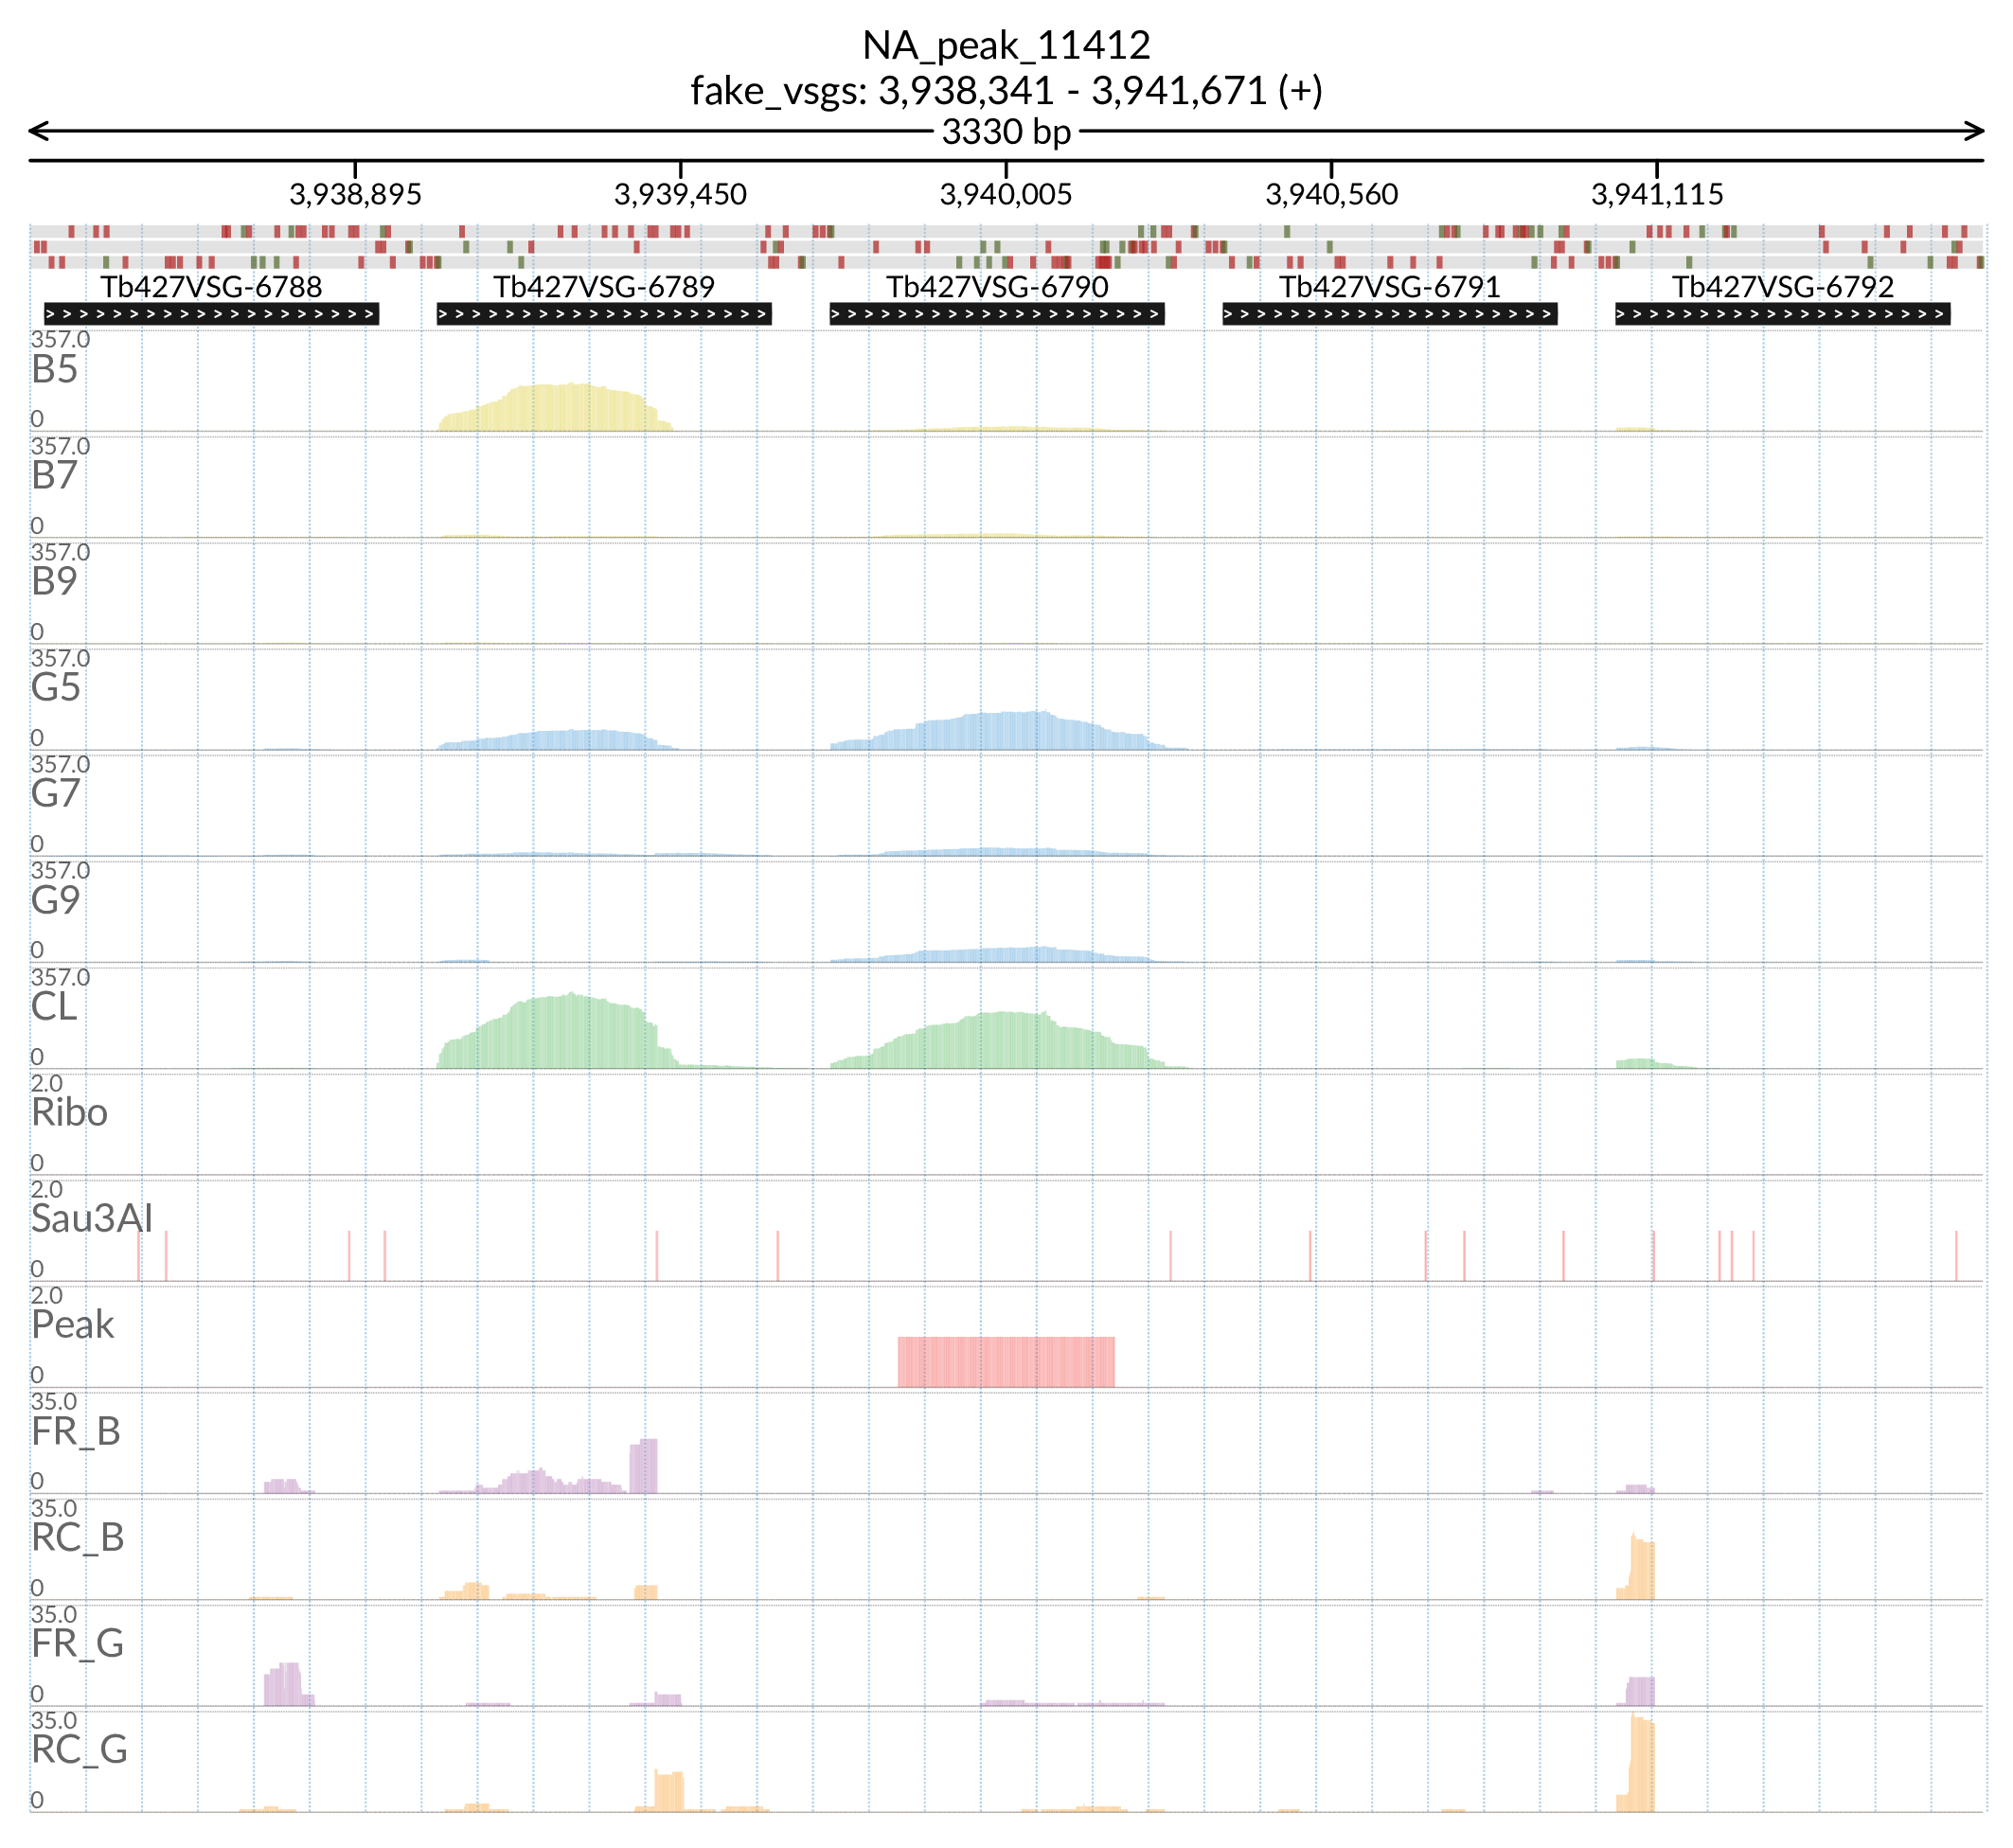 NA_peak_11412
fake_vsgs: 3,938,341 - 3,941,671 (+)
3330 bp
3,938,895 3,939,450 3,940,005 3,940,560 3,941,115
Tb427VSG-6788 Tb427VSG-6789 Tb427VSG-6790 Tb427VSG-6791 Tb427VSG-6792
357.0
B5
0
357.0
B7
0
357.0
B9
0
357.0
G5
0
357.0
G7
0
357.0
G9
0
357.0
CL
0
2.0
Ribo
0
2.0
Sau3AI
0
2.0
Peak
0
35.0
FR_B
0
35.0
RC_B
0
35.0
FR_G
0
35.0
RC_G
0